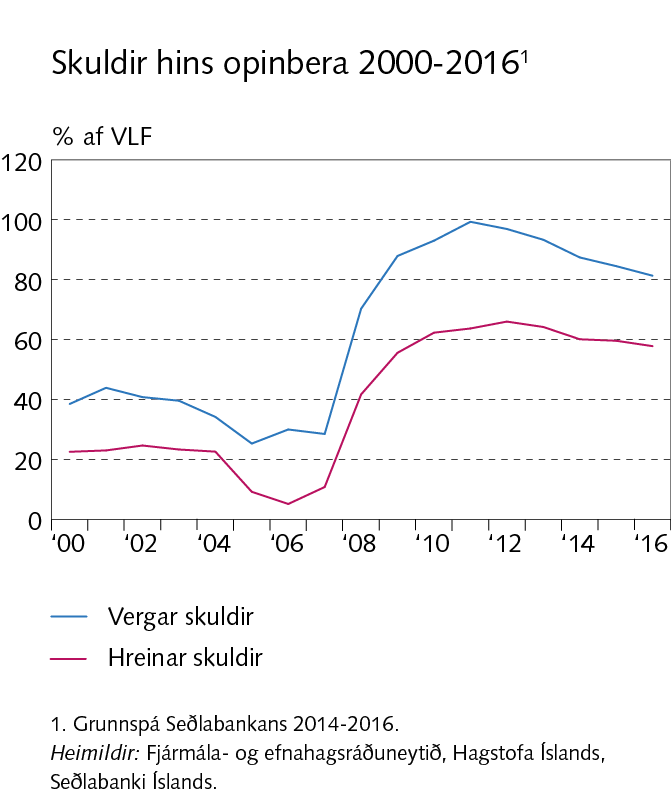 Skuldir hins opinbera 2000-2016¹
% af VLF
120
100
80
60
40
20
0
‘00 ‘02 ‘04 ‘06 ‘08 ‘10 ‘12 ‘14 ‘16
Vergar skuldir
Hreinar skuldir
1. Grunnspá Seðlabankans 2014-2016.
Heimildir: Fjármála- og efnahagsráðuneytið, Hagstofa Íslands,
Seðlabanki Íslands.